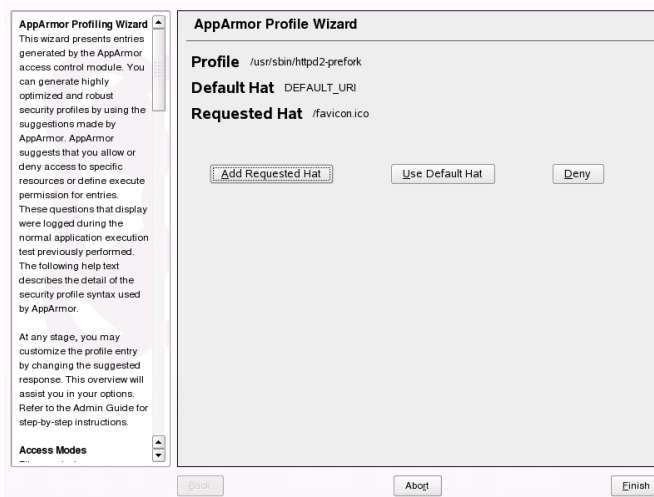 AppArmor Profiling Wizard
This wizard presents entries
generated by the AppArmor
access control module. You
can generate highly
optimized and robust
security profiles by using the
suggestions made by
AppArmor. AppArmor
suggests that you allow or
deny access to specific
resources or define execute
permission for entries.
These questions that display
were logged during the
normal application execution
test previously performed.
The following help text
describes the detail of the
security profile syntax used
by AppArmor.
At any stage, you may
customize the profile entry
by changing the suggested
response. This overview will
assist you in your options.
Refer to the Admin Guide for
step-by-step instructions.
Access Modes
AppArmor Profile Wizard
Profile /usr/sbin/httpd2-prefork
Default Hat DEFAULT_URI
Requested Hat /favicon.ico
Add Requested Hat Use Default Hat Deny
Back Abort Finish